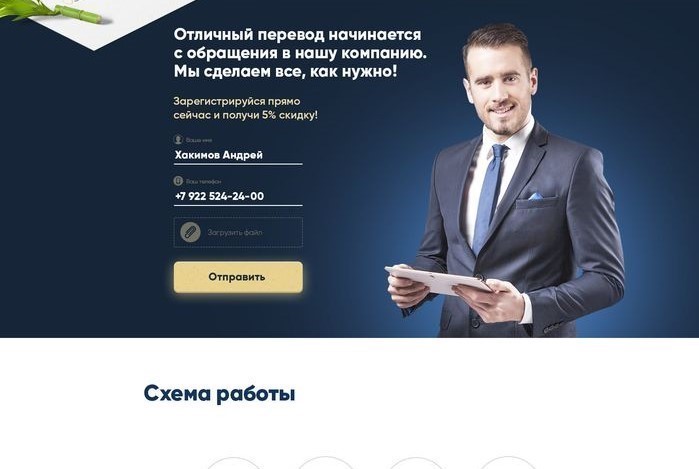 Отличный перевод начинается
с обращения в нашу компанию.
Мы сделаем все, как нужно!
Зарегистрируйся прямо
сейчас и получи 5% скидку!
Ваше имя
Хакимов Андрей
Ваш телефон
+7 922 524-24-00
Загрузить файл
Отправить
Схема работы